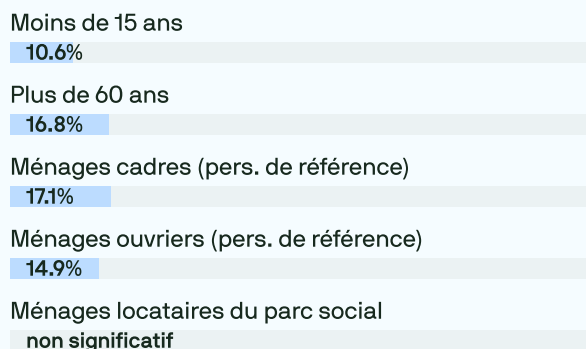 Moins de 15 ans
10.6%
Plus de 60 ans
16.8%
Ménages cadres (pers. de référence)
17.1%
Ménages ouvriers (pers. de référence)
14.9%
Ménages locataires du parc social
non significatif